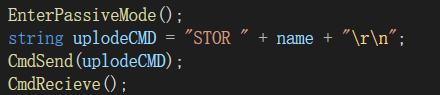 EnterPassiveMode();
string uplodeCMD = "STOR " + name + "\r\n";
CmdSend(uplodeCMD);
CmdRecieve();